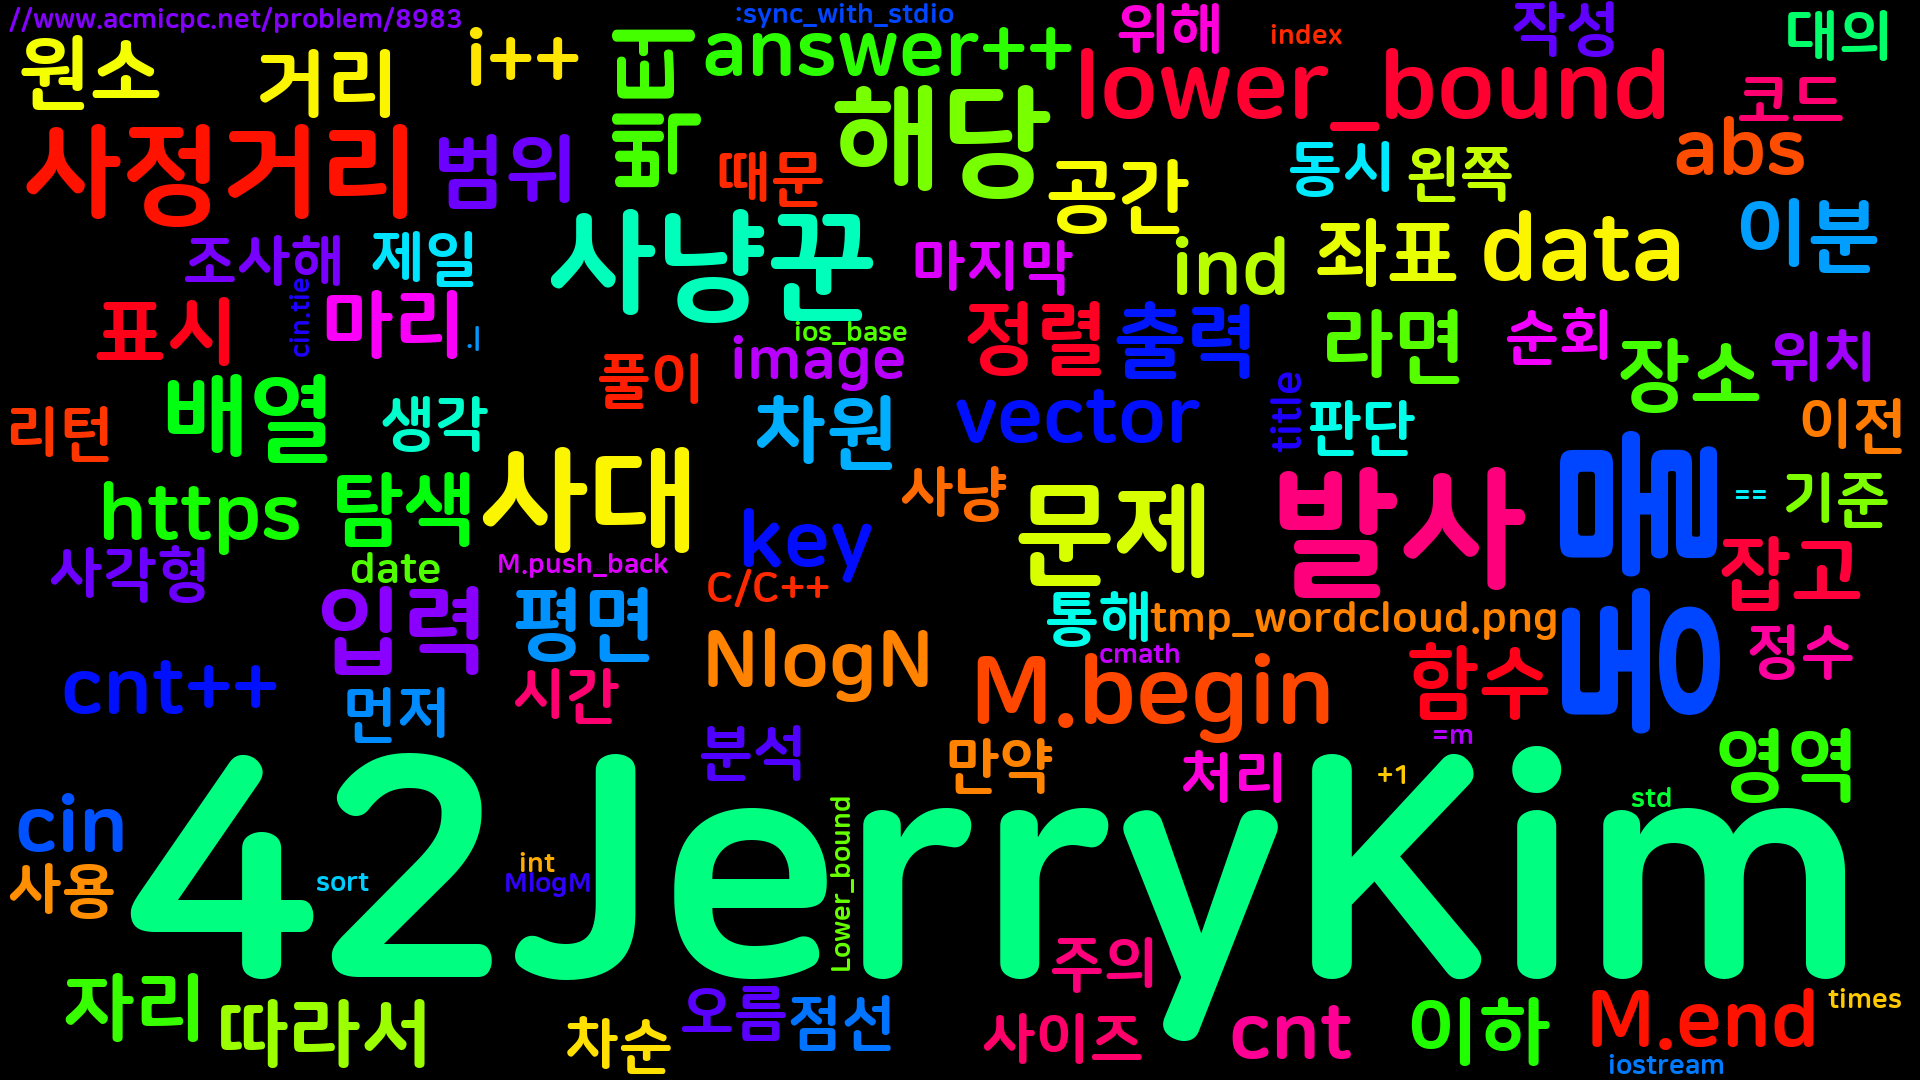 //www.acmicpc.net/problem/8983
:sync_with_stdio
위해
index
작성
대의
원소
거리
i++
좌표
answer++
lower_bound
코드
사정거리
범위
해당
때문
공간
동시
왼쪽
abs
이분
조사해
제일
사냥꾼
마지막
ind
좌표
data
표시
cin.tie
마리
.|
ios_base
image
정렬
출력
라면
순회
장소
위치
리턴
배열
생각
풀이
차원
vector
title
판단
이전
https
탐색
사대
사냥
key
문제
발사
==
기준
사각형
date
M.push_back
C/C++
잡고
입력
평면
통해
tmp_wordcloud.png
정수
cnt++
먼저
시간
NlogN
cmath
M.begin
함수
=m
분석
만약
처리
+1
영역
std
cin
42JerryKim
사용
sort
int
MlogM
Lower_bound
주의
자리
따라서
차순
오름
점선
사이즈
cnt
이하
M.end
times
iostream